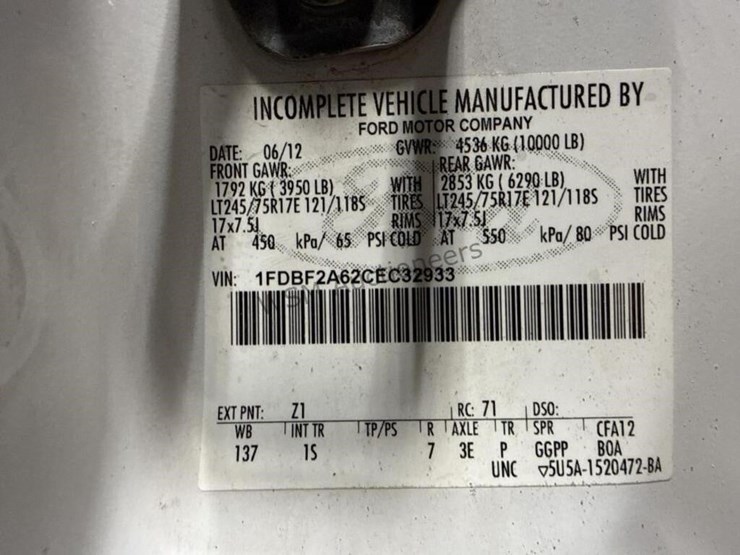 INCOMPLETE VEHICLE MANUFACTURED BY
FORD MOTOR COMPANY
DATE: 06/12 GVWR: 4536 KG (10000 LB)
FRONT GAWR: REAR GAWR:
1792 KG ( 3950 LB) WITH 2853 KG ( 6290 LB) WITH
LT245/75R17E 121/118S TIRES LT245/75R17E 121/118S TIRES
17x7.5J RIMS 17x7.5J RIMS
AT 450 kPa/ 65 PSI COLD AT 550 kPa/ 80 PSI COLD
VIN: 1FDBF2A62CEC32933
EXT PNT: Z1 RC: 71 DSO:
WB INT TR TP/PS R AXLE TR SPR CFA12
137 1S 7 3E P GGPP BOA
UNC ▽5U5A-1520472-BA